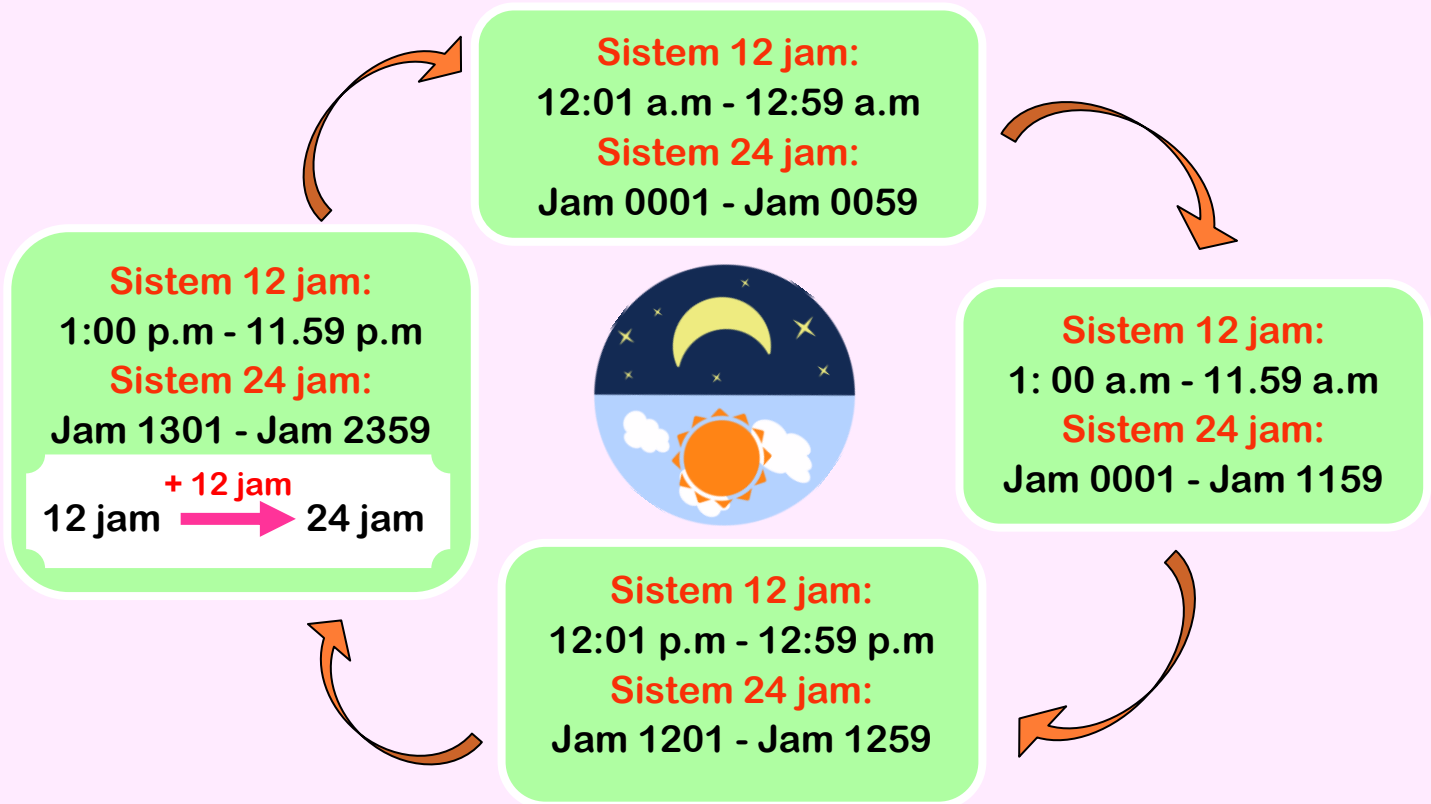 Sistem 12 jam:
12:01 a.m - 12:59 a.m
Sistem 24 jam:
Jam 0001 - Jam 0059
Sistem 12 jam:
1: 00 a.m - 11.59 a.m
Sistem 24 jam:
Jam 0001 - Jam 1159
Sistem 12 jam:
12:01 p.m - 12:59 p.m
Sistem 24 jam:
Jam 1201 - Jam 1259
Sistem 12 jam:
1:00 p.m - 11.59 p.m
Sistem 24 jam:
Jam 1301 - Jam 2359
+ 12 jam
12 jam 24 jam